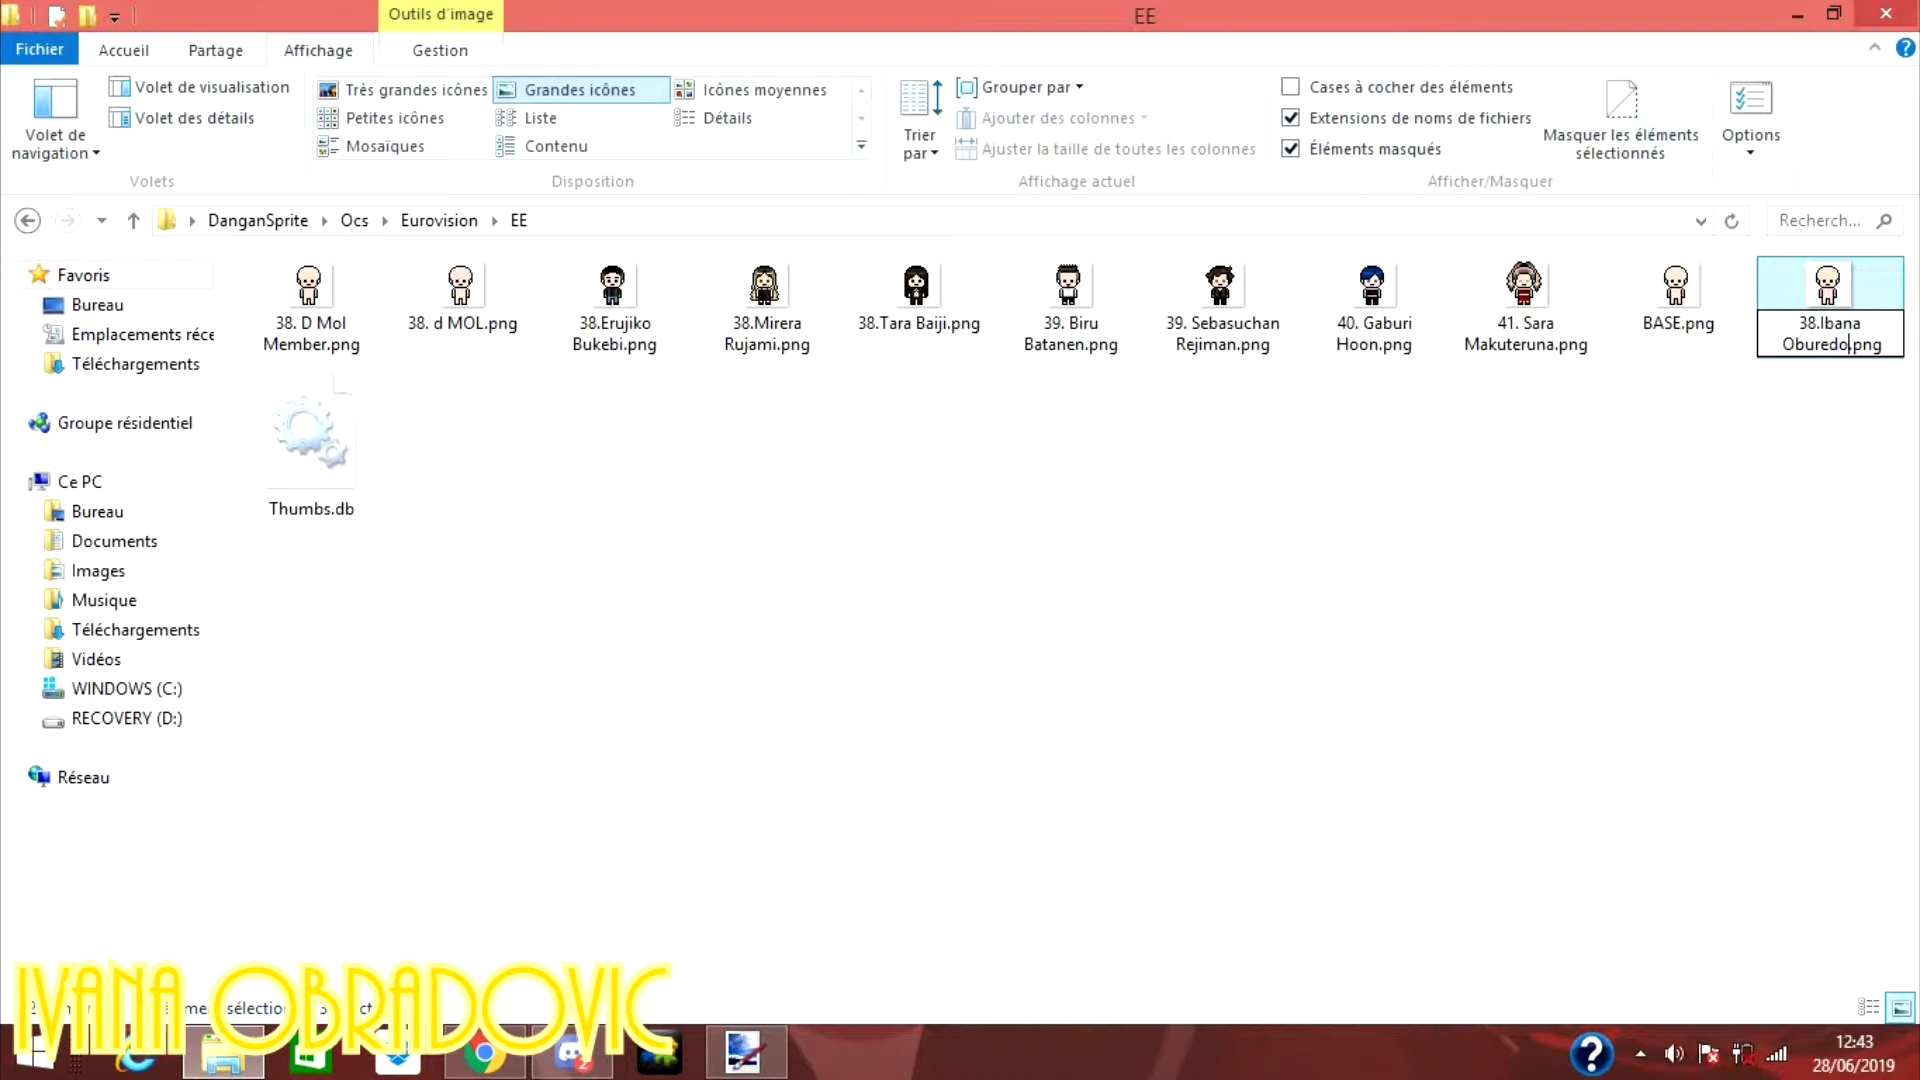 Outils d'image
EE
Fichier
Accueil
Partage
Affichage
Gestion
Volet de navigation
Volet de visualisation
Volet des détails
Volets
Très grandes icônes
Grandes icônes
Icônes moyennes
Petites icônes
Liste
Détails
Mosaïques
Contenu
Disposition
Trier par
Grouper par
Ajouter des colonnes
Ajuster la taille de toutes les colonnes
Affichage actuel
Cases à cocher des éléments
Extensions de noms de fichiers
Éléments masqués
Masquer les éléments sélectionnés
Afficher/Masquer
Options
DanganSprite
Ocs
Eurovision
EE
Recherch...
Favoris
Bureau
Emplacements réce
Téléchargements
Groupe résidentiel
Ce PC
Bureau
Documents
Images
Musique
Téléchargements
Vidéos
WINDOWS (C:)
RECOVERY (D:)
Réseau
38. D Mol
Member.png
38. d MOL.png
38.Erujiko
Bukebi.png
38.Mirera
Rujami.png
38.Tara Baiji.png
39. Biru
Batanen.png
39. Sebasuchan
Rejiman.png
40. Gaburi
Hoon.png
41. Sara
Makuteruna.png
BASE.png
38.Ibana
Oburedo.png
Thumbs.db
IVANA OBRADOVIC
12:43
28/06/2019